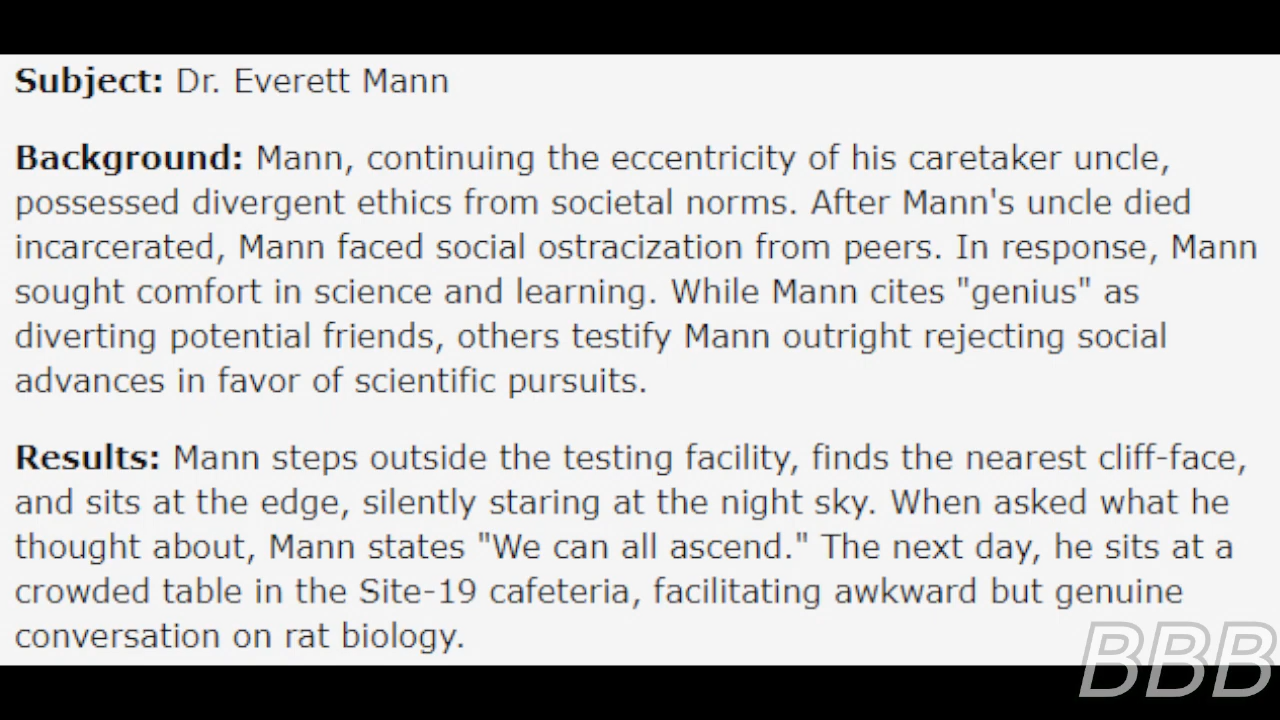 Subject: Dr. Everett Mann
Background: Mann, continuing the eccentricity of his caretaker uncle,
possessed divergent ethics from societal norms. After Mann's uncle died
incarcerated, Mann faced social ostracization from peers. In response, Mann
sought comfort in science and learning. While Mann cites "genius" as
diverting potential friends, others testify Mann outright rejecting social
advances in favor of scientific pursuits.
Results: Mann steps outside the testing facility, finds the nearest cliff-face,
and sits at the edge, silently staring at the night sky. When asked what he
thought about, Mann states "We can all ascend." The next day, he sits at a
crowded table in the Site-19 cafeteria, facilitating awkward but genuine
conversation on rat biology.
BBB